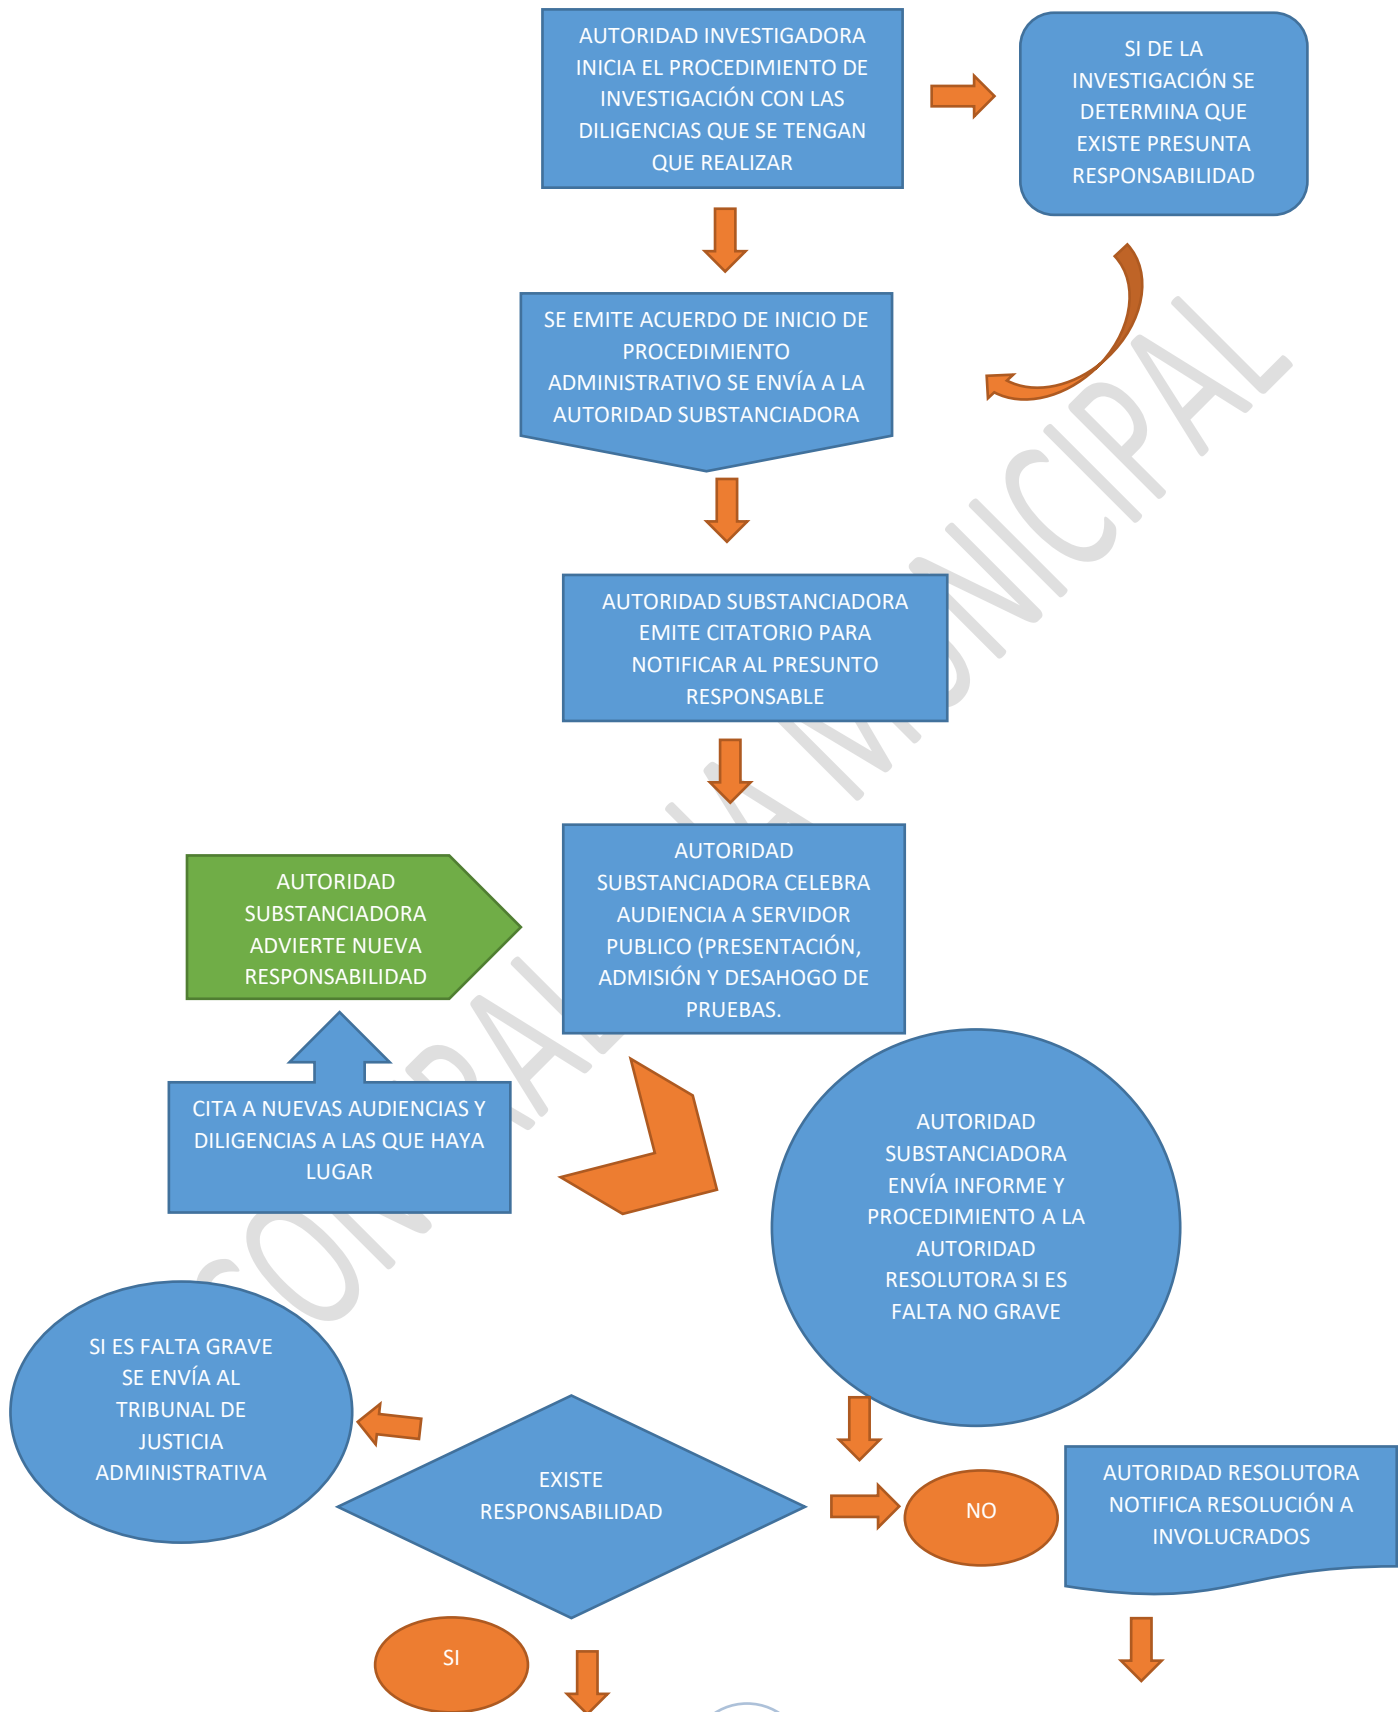 AUTORIDAD INVESTIGADORA
INICIA EL PROCEDIMIENTO DE
INVESTIGACIÓN CON LAS
DILIGENCIAS QUE SE TENGAN
QUE REALIZAR
SI DE LA
INVESTIGACIÓN SE
DETERMINA QUE
EXISTE PRESUNTA
RESPONSABILIDAD
SE EMITE ACUERDO DE INICIO DE
PROCEDIMIENTO
ADMINISTRATIVO SE ENVÍA A LA
AUTORIDAD SUBSTANCIADORA
AUTORIDAD SUBSTANCIADORA
EMITE CITATORIO PARA
NOTIFICAR AL PRESUNTO
RESPONSABLE
AUTORIDAD
SUBSTANCIADORA CELEBRA
AUDIENCIA A SERVIDOR
PUBLICO (PRESENTACIÓN,
ADMISIÓN Y DESAHOGO DE
PRUEBAS.
AUTORIDAD
SUBSTANCIADORA
ADVIERTE NUEVA
RESPONSABILIDAD
CITA A NUEVAS AUDIENCIAS Y
DILIGENCIAS A LAS QUE HAYA
LUGAR
AUTORIDAD
SUBSTANCIADORA
ENVÍA INFORME Y
PROCEDIMIENTO A LA
AUTORIDAD
RESOLUTORA SI ES
FALTA NO GRAVE
SI ES FALTA GRAVE
SE ENVÍA AL
TRIBUNAL DE
JUSTICIA
ADMINISTRATIVA
EXISTE
RESPONSABILIDAD
NO
AUTORIDAD RESOLUTORA
NOTIFICA RESOLUCIÓN A
INVOLUCRADOS
SI
MUNICIPAL